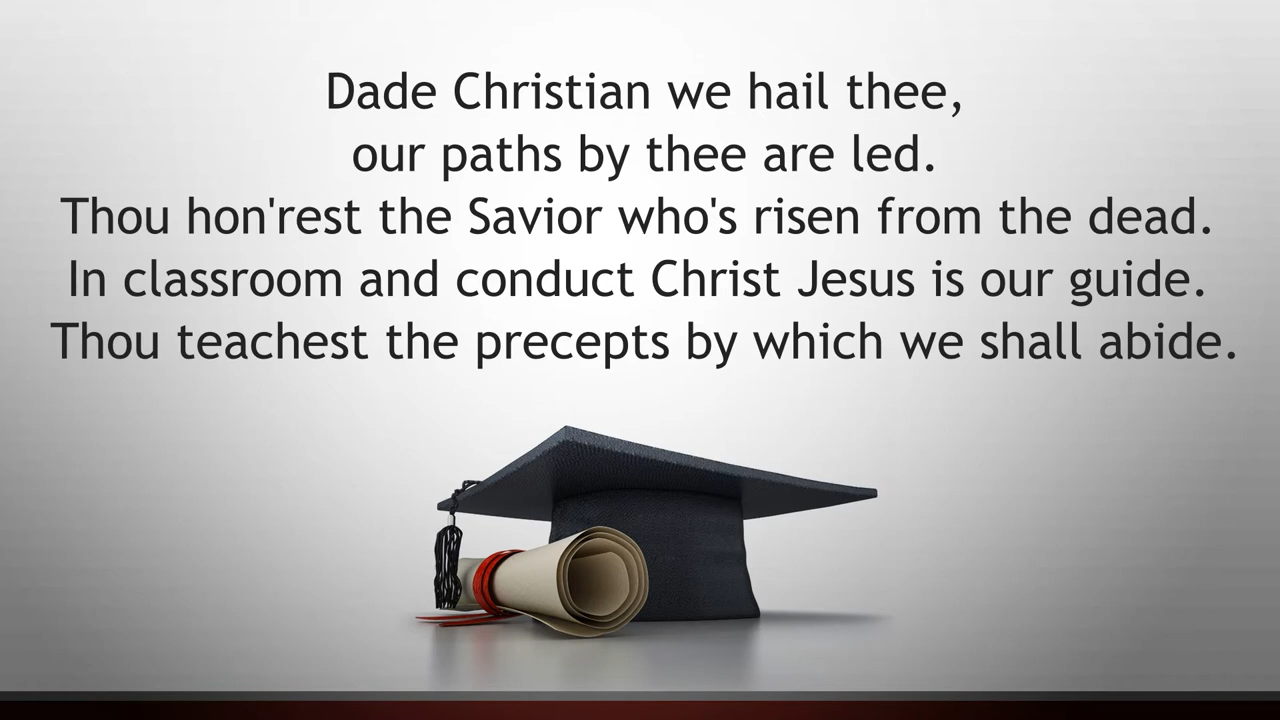 Dade Christian we hail thee,
our paths by thee are led.
Thou hon'rest the Savior who's risen from the dead.
In classroom and conduct Christ Jesus is our guide.
Thou teachest the precepts by which we shall abide.